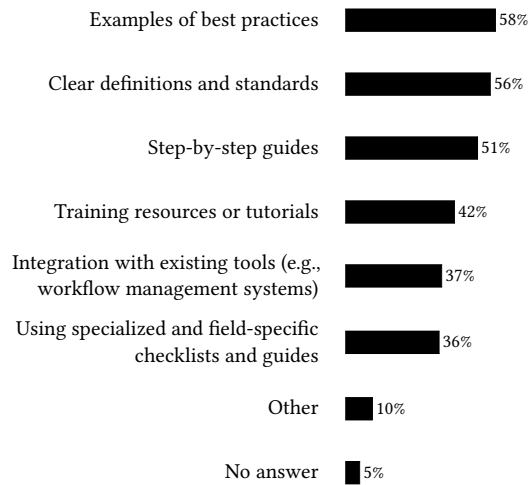 Examples of best practices 58%
Clear definitions and standards 56%
Step-by-step guides 51%
Training resources or tutorials 42%
Integration with existing tools (e.g.,
workflow management systems) 37%
Using specialized and field-specific
checklists and guides 36%
Other 10%
No answer 5%